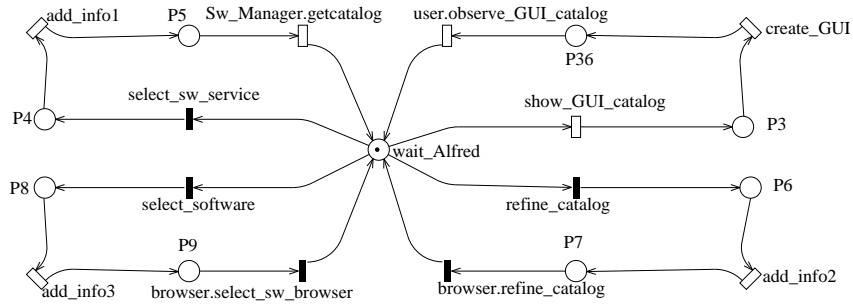 add_info1
P5
Sw_Manager.getcatalog
user.observe_GUI_catalog
create_GUI
P36
select_sw_service
show_GUI_catalog
P4
P3
wait_Alfred
P8
P6
select_software
refine_catalog
P9
P7
add_info3
browser.select_sw_browser
browser.refine_catalog
add_info2